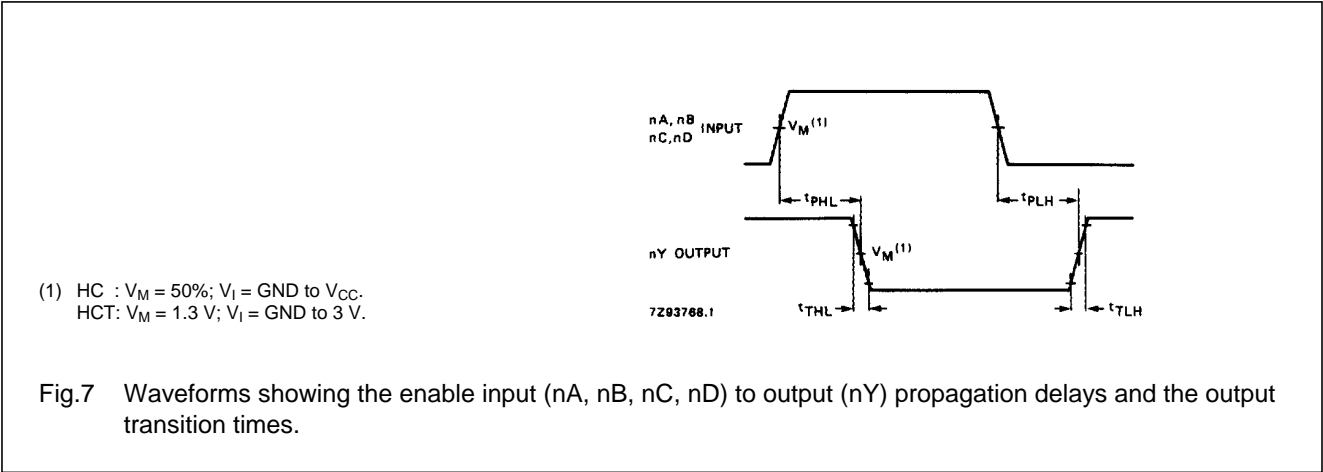 nA, nB
nC,nD INPUT
V_M (1)
t_PHL
t_PLH
nY OUTPUT
V_M (1)
7Z93768.1
t_THL
t_TLH
(1) HC : V_M = 50%; V_I = GND to V_CC.
HCT: V_M = 1.3 V; V_I = GND to 3 V.
Fig.7 Waveforms showing the enable input (nA, nB, nC, nD) to output (nY) propagation delays and the output
transition times.